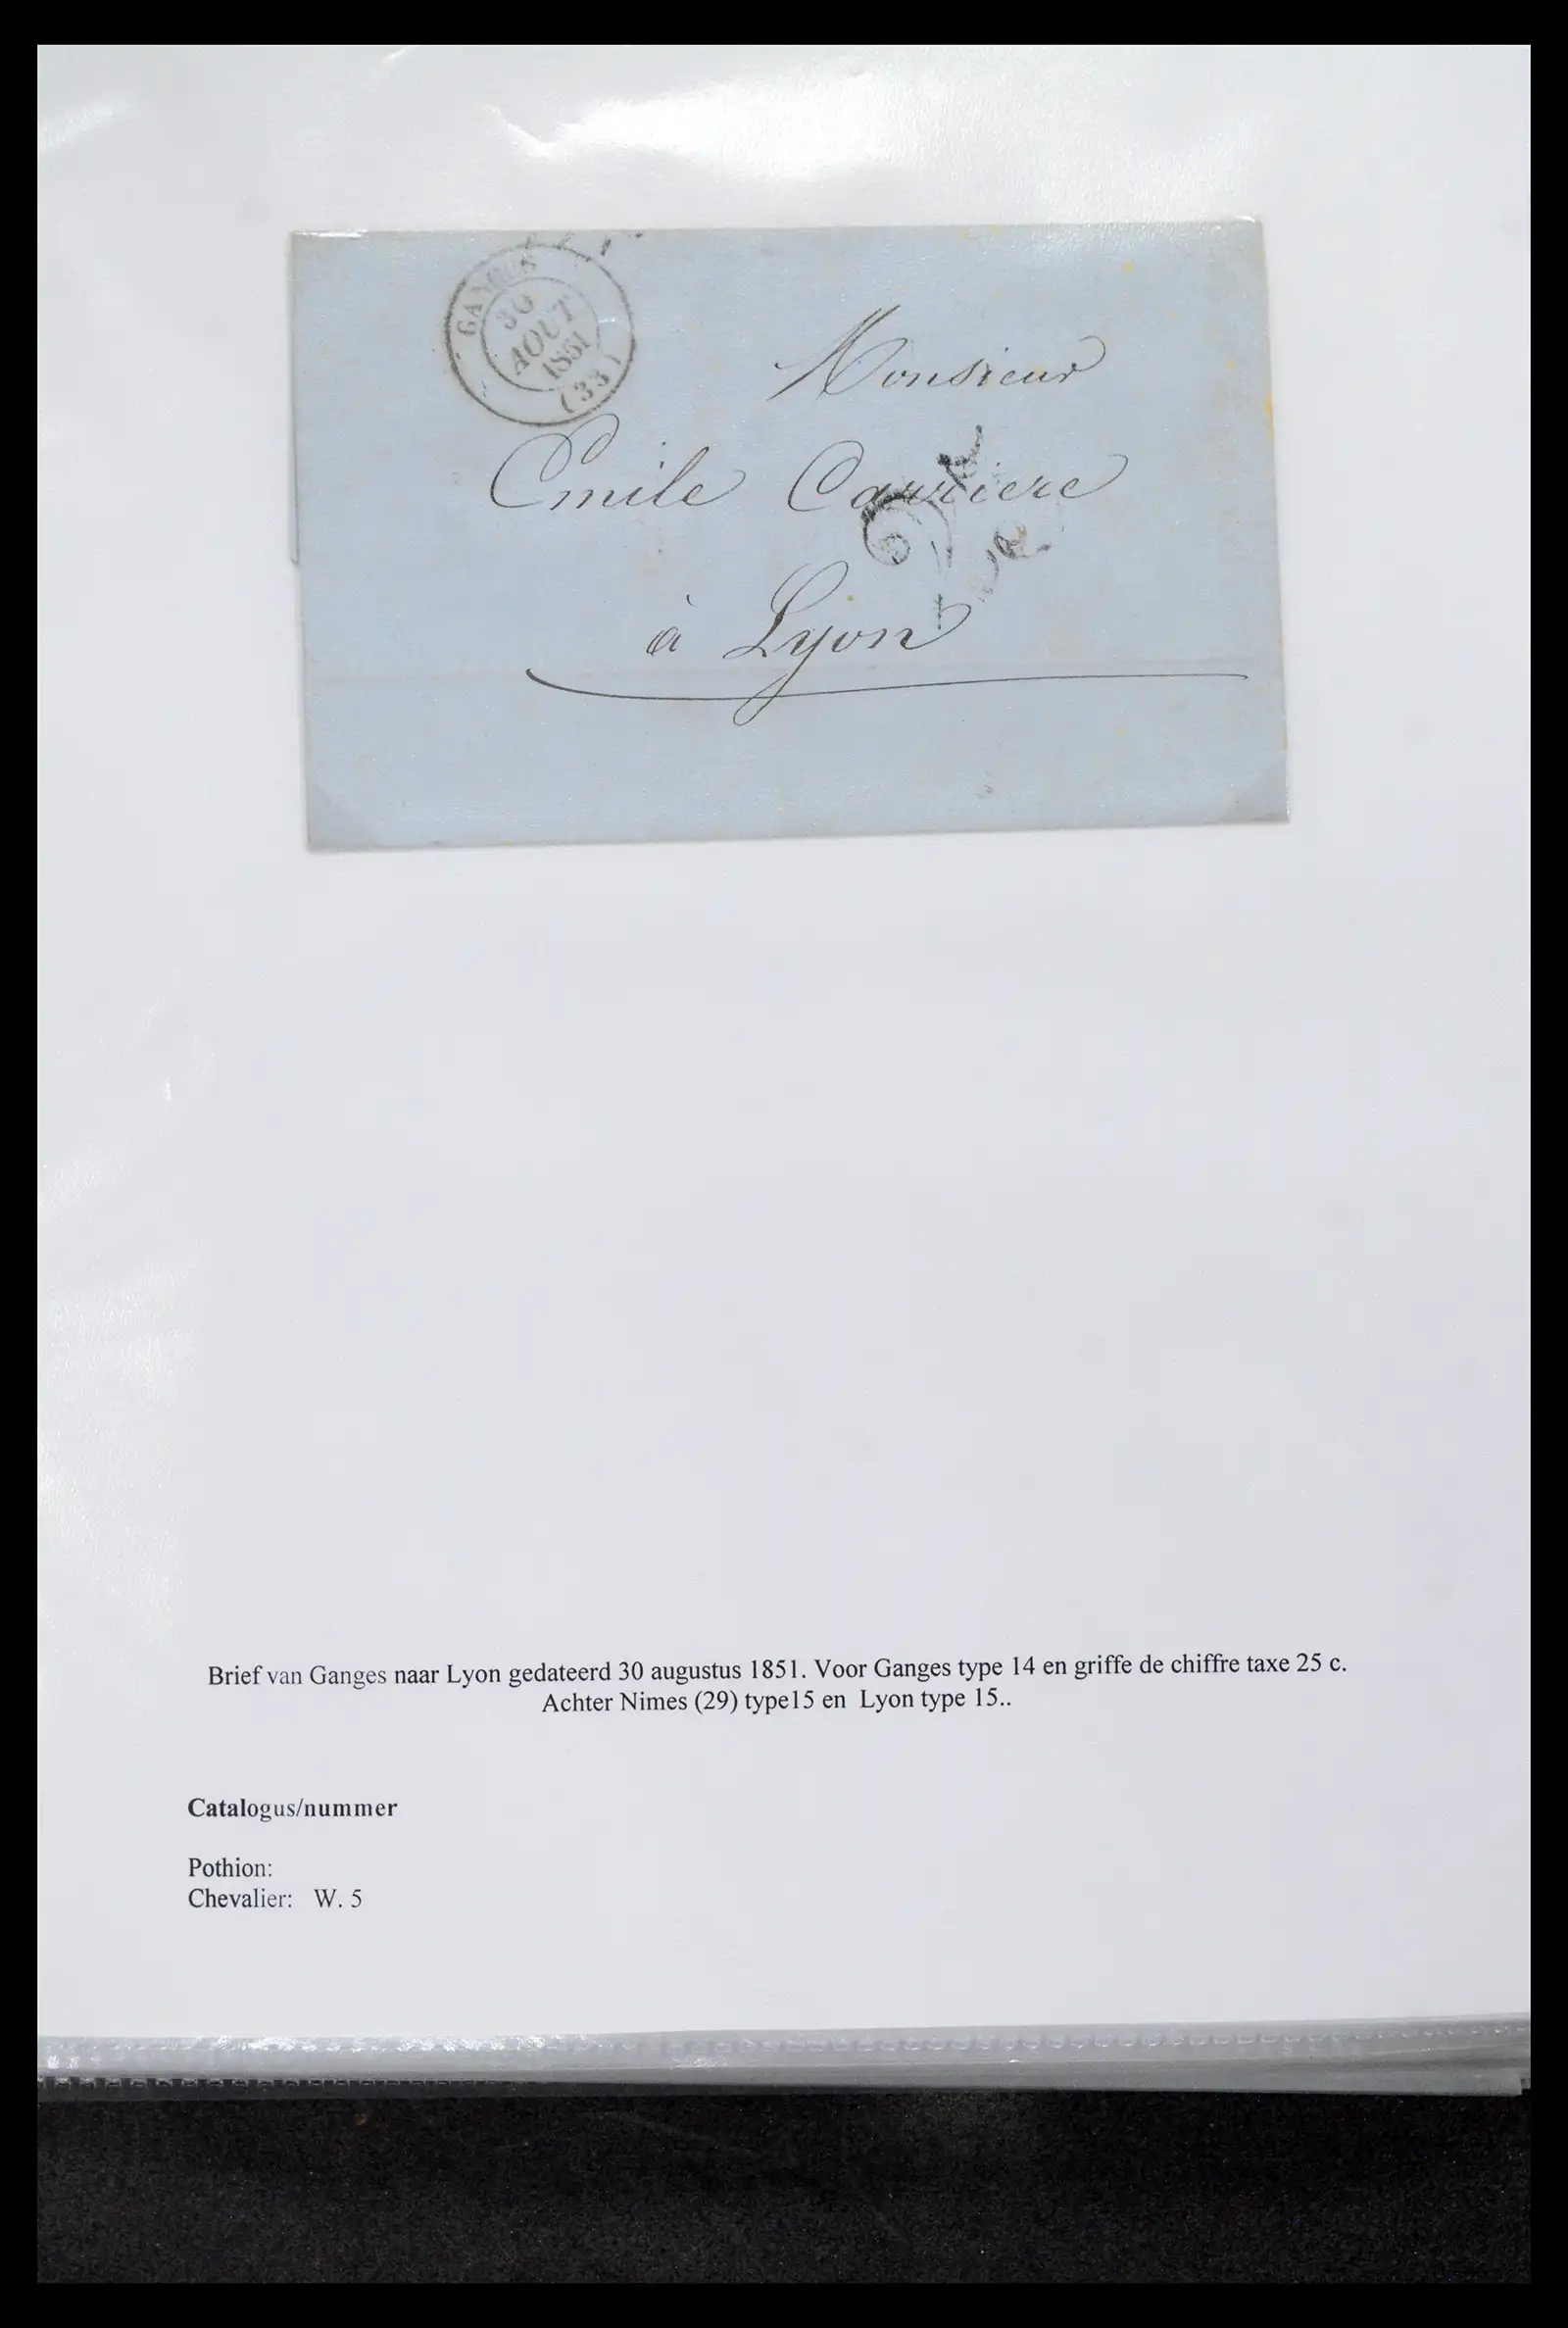 GANGES
30
AOUT
1851
(33)
Monsieur
Emile Carriere
à Lyon
Brief van Ganges naar Lyon gedateerd 30 augustus 1851. Voor Ganges type 14 en griffe de chiffre taxe 25 c.
Achter Nimes (29) type15 en Lyon type 15..
Catalogus/nummer
Pothion:
Chevalier: W. 5